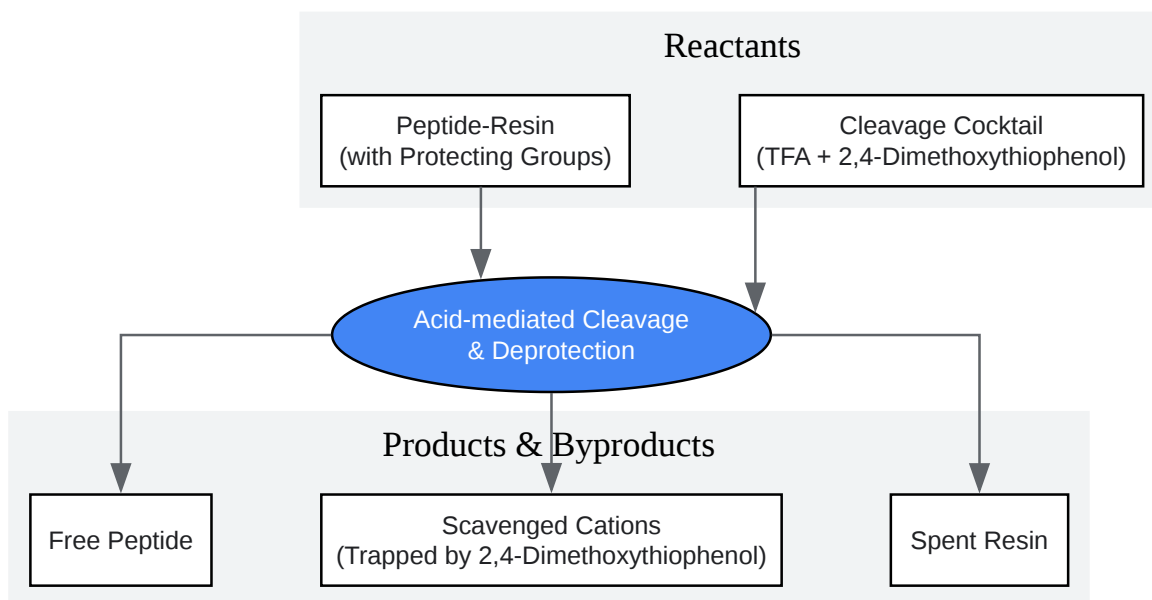 Reactants
Peptide-Resin
(with Protecting Groups)
Cleavage Cocktail
(TFA + 2,4-Dimethoxythiophenol)
Acid-mediated Cleavage
& Deprotection
Products & Byproducts
Free Peptide
Scavenged Cations
(Trapped by 2,4-Dimethoxythiophenol)
Spent Resin